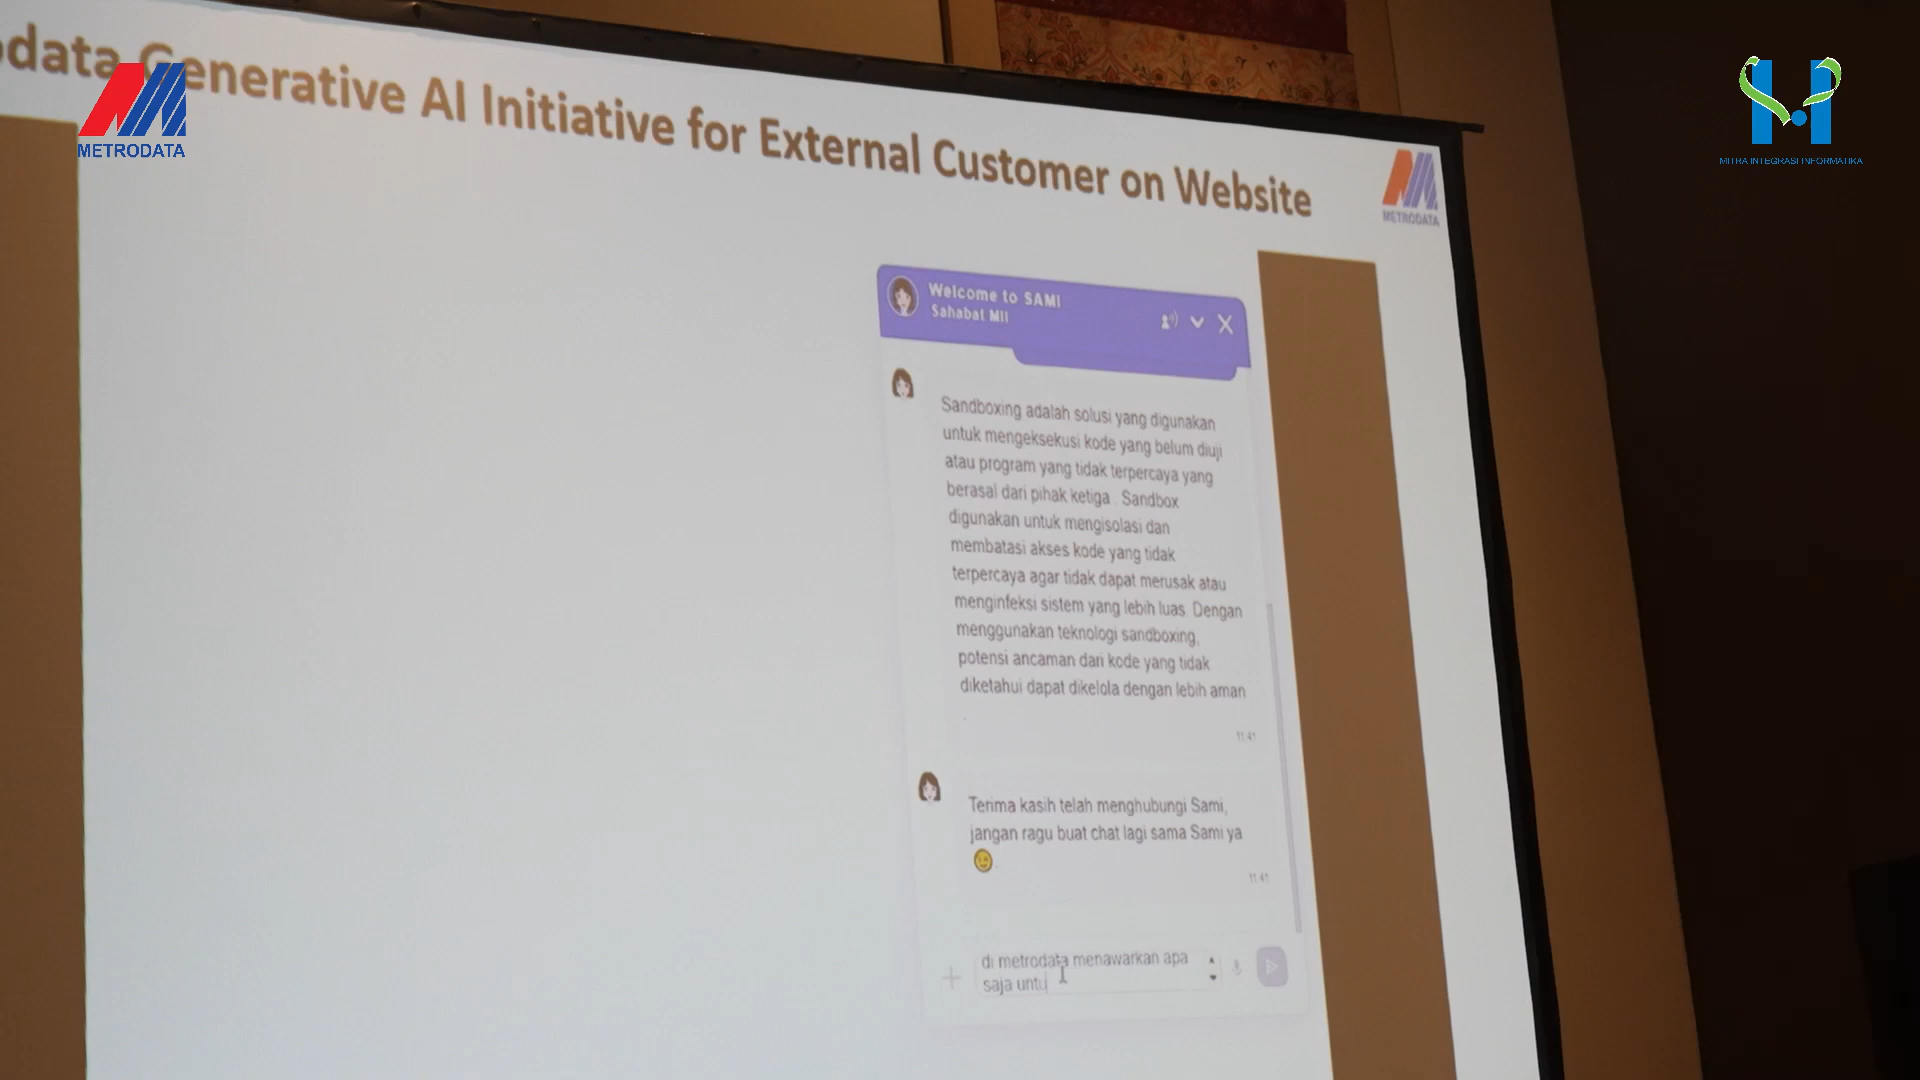 data Generative AI Initiative for External Customer on Website
METRODATA
MITRA INTEGRASI INFORMATIKA
METRODATA
Welcome to SAMI
Sahabat MII
Sandboxing adalah solusi yang digunakan
untuk mengeksekusi kode yang belum diuji
atau program yang tidak terpercaya yang
berasal dari pihak ketiga . Sandbox
digunakan untuk mengisolasi dan
membatasi akses kode yang tidak
terpercaya agar tidak dapat merusak atau
menginfeksi sistem yang lebih luas. Dengan
menggunakan teknologi sandboxing,
potensi ancaman dari kode yang tidak
diketahui dapat dikelola dengan lebih aman
.
11:41
Terima kasih telah menghubungi Sami,
jangan ragu buat chat lagi sama Sami ya
😉.
11:41
di metrodata menawarkan apa
saja untu